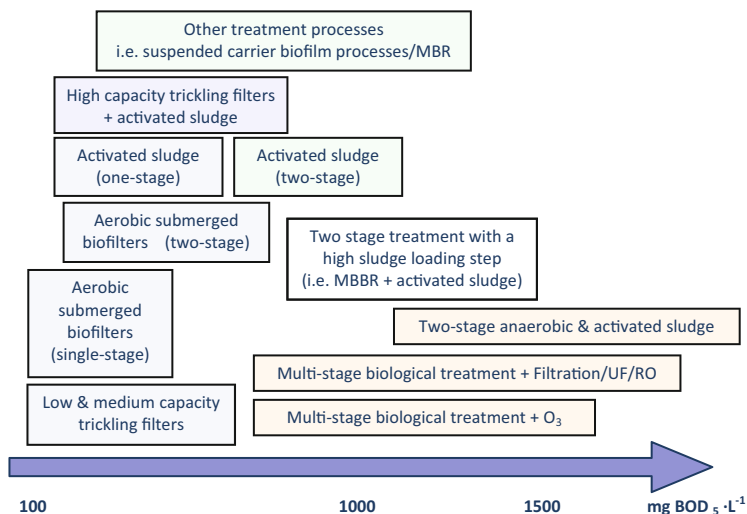 Other treatment processes
i.e. suspended carrier biofilm processes/MBR
High capacity trickling filters
+ activated sludge
Activated sludge
(one-stage)
Activated sludge
(two-stage)
Aerobic submerged
biofilters (two-stage)
Two stage treatment with a
high sludge loading step
(i.e. MBBR + activated sludge)
Aerobic
submerged
biofilters
(single-stage)
Two-stage anaerobic & activated sludge
Multi-stage biological treatment + Filtration/UF/RO
Low & medium capacity
trickling filters
Multi-stage biological treatment + O₃
100 1000 1500 mg BOD ₅ ·L⁻¹